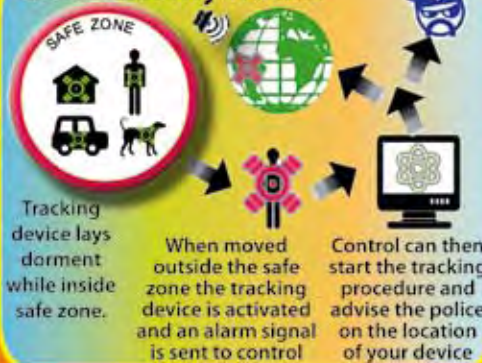 SAFE ZONE
D
Tracking
device lays
dorment
while inside
safe zone.
When moved
outside the safe
zone the tracking
device is activated
and an alarm signal
is sent to control
Control can then
start the tracking
procedure and
advise the police
on the location
of your device